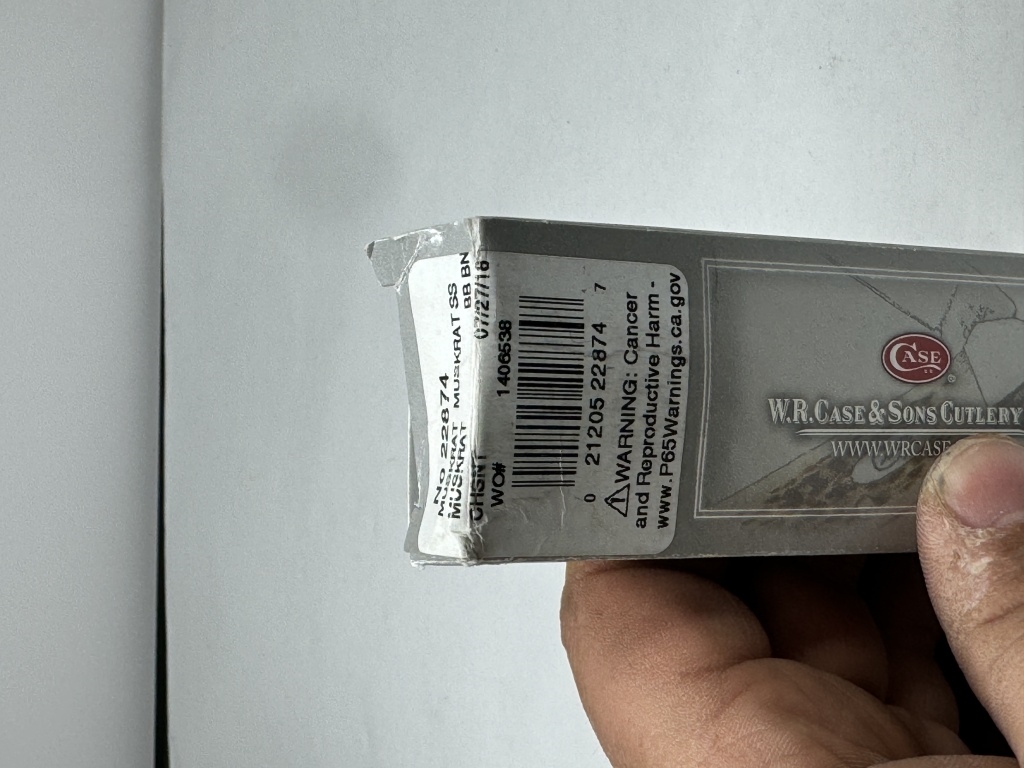 No 22874
MUSKRAT MUSKRAT SS
CHSNT BB BN
WO# 1406538 07/27/16
0 21205 22874 7
WARNING: Cancer
and Reproductive Harm -
www.P65Warnings.ca.gov
CASE
W.R. CASE & SONS CUTLERY
WWW.WRCASE